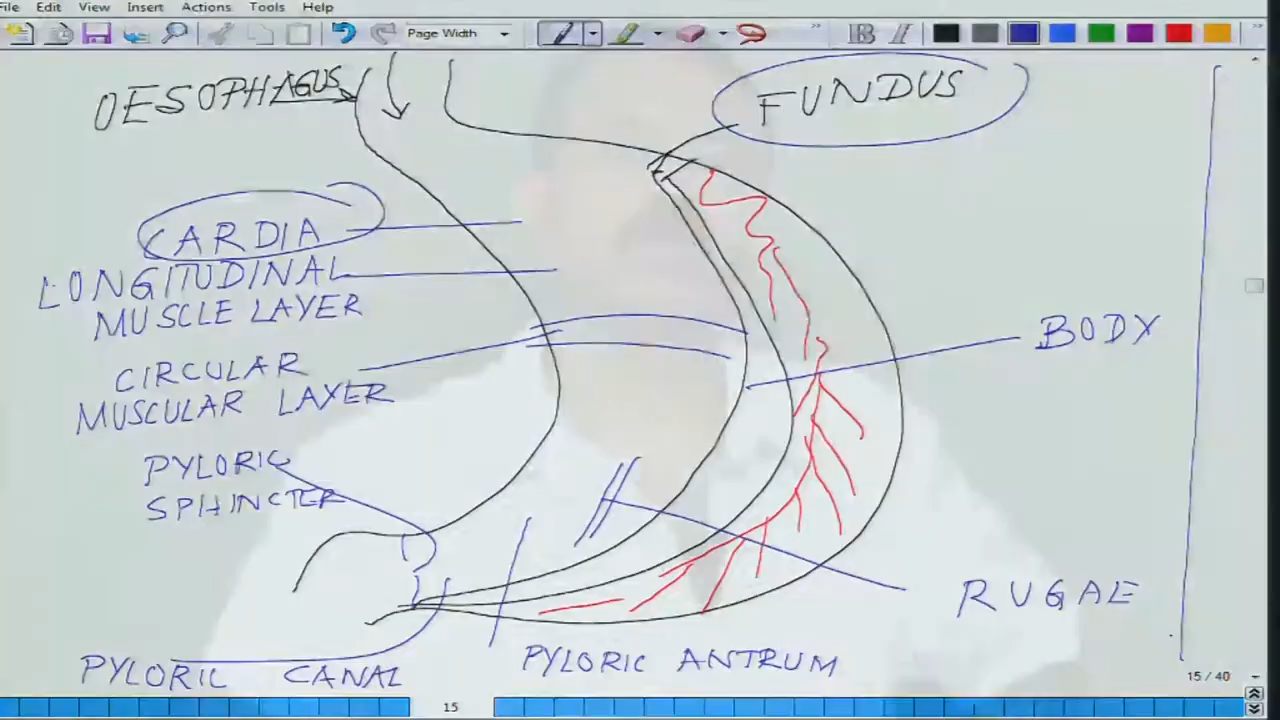 File Edit View Insert Actions Tools Help
Page Width
B I
OESOPHAGUS
FUNDUS
CARDIA
LONGITUDINAL
MUSCLE LAYER
CIRCULAR
MUSCULAR LAYER
BODY
PYLORIC
SPHINCTER
RUGAE
PYLORIC CANAL
PYLORIC ANTRUM
15 / 40
15